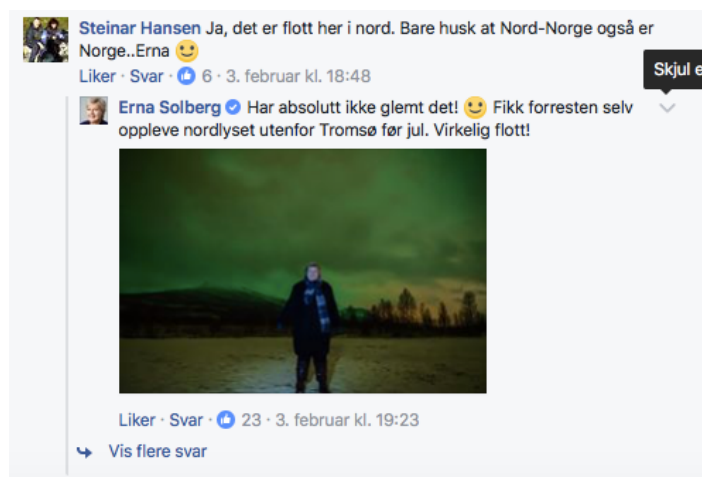 Steinar Hansen Ja, det er flott her i nord. Bare husk at Nord-Norge også er
Norge..Erna 🙂
Liker · Svar · 6 · 3. februar kl. 18:48
Skjul e
Erna Solberg Har absolutt ikke glemt det! 🙂 Fikk forresten selv
oppleve nordlyset utenfor Tromsø før jul. Virkelig flott!
Liker · Svar · 23 · 3. februar kl. 19:23
Vis flere svar